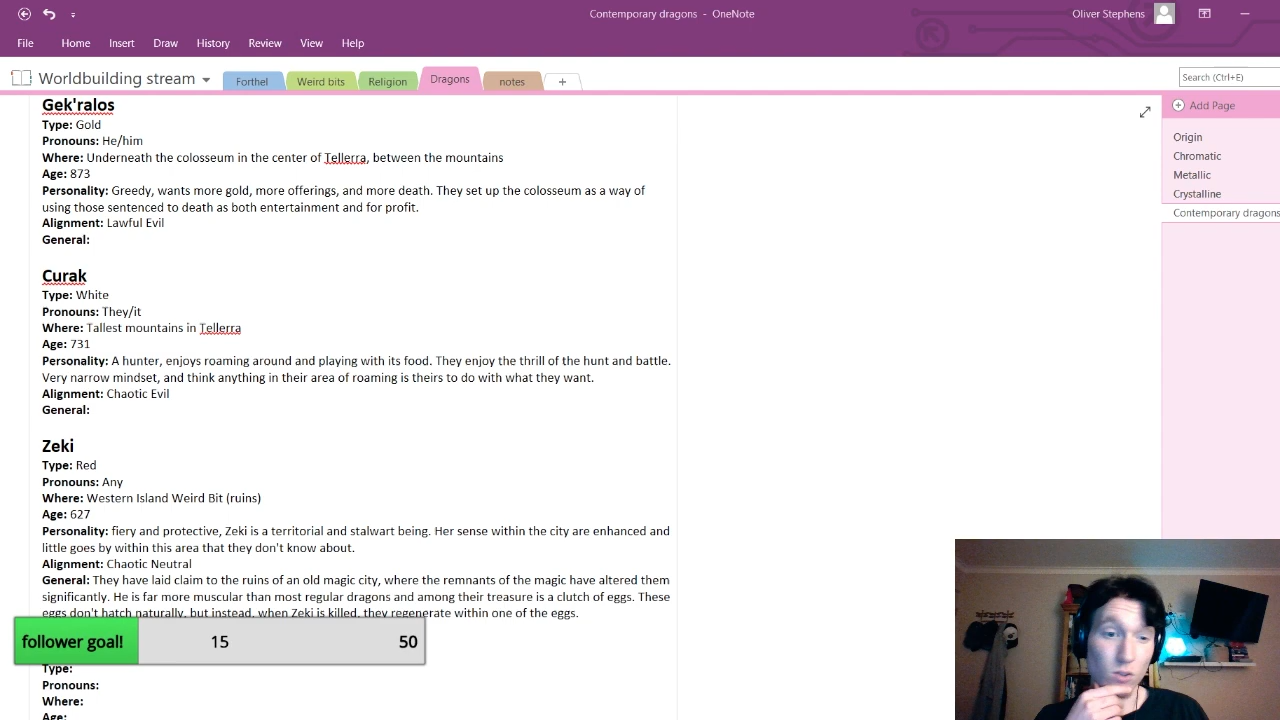 Contemporary dragons - OneNote
Oliver Stephens
File Home Insert Draw History Review View Help
Worldbuilding stream
Forthel Weird bits Religion Dragons notes +
Search (Ctrl+E)
Add Page
Origin
Chromatic
Metallic
Crystalline
Contemporary dragons
Gek'ralos
Type: Gold
Pronouns: He/him
Where: Underneath the colosseum in the center of Tellerra, between the mountains
Age: 873
Personality: Greedy, wants more gold, more offerings, and more death. They set up the colosseum as a way of
using those sentenced to death as both entertainment and for profit.
Alignment: Lawful Evil
General:
Curak
Type: White
Pronouns: They/it
Where: Tallest mountains in Tellerra
Age: 731
Personality: A hunter, enjoys roaming around and playing with its food. They enjoy the thrill of the hunt and battle.
Very narrow mindset, and think anything in their area of roaming is theirs to do with what they want.
Alignment: Chaotic Evil
General:
Zeki
Type: Red
Pronouns: Any
Where: Western Island Weird Bit (ruins)
Age: 627
Personality: fiery and protective, Zeki is a territorial and stalwart being. Her sense within the city are enhanced and
little goes by within this area that they don't know about.
Alignment: Chaotic Neutral
General: They have laid claim to the ruins of an old magic city, where the remnants of the magic have altered them
significantly. He is far more muscular than most regular dragons and among their treasure is a clutch of eggs. These
eggs don't hatch naturally, but instead, when Zeki is killed, they regenerate within one of the eggs.
follower goal! 15 50
Type:
Pronouns:
Where:
Age: